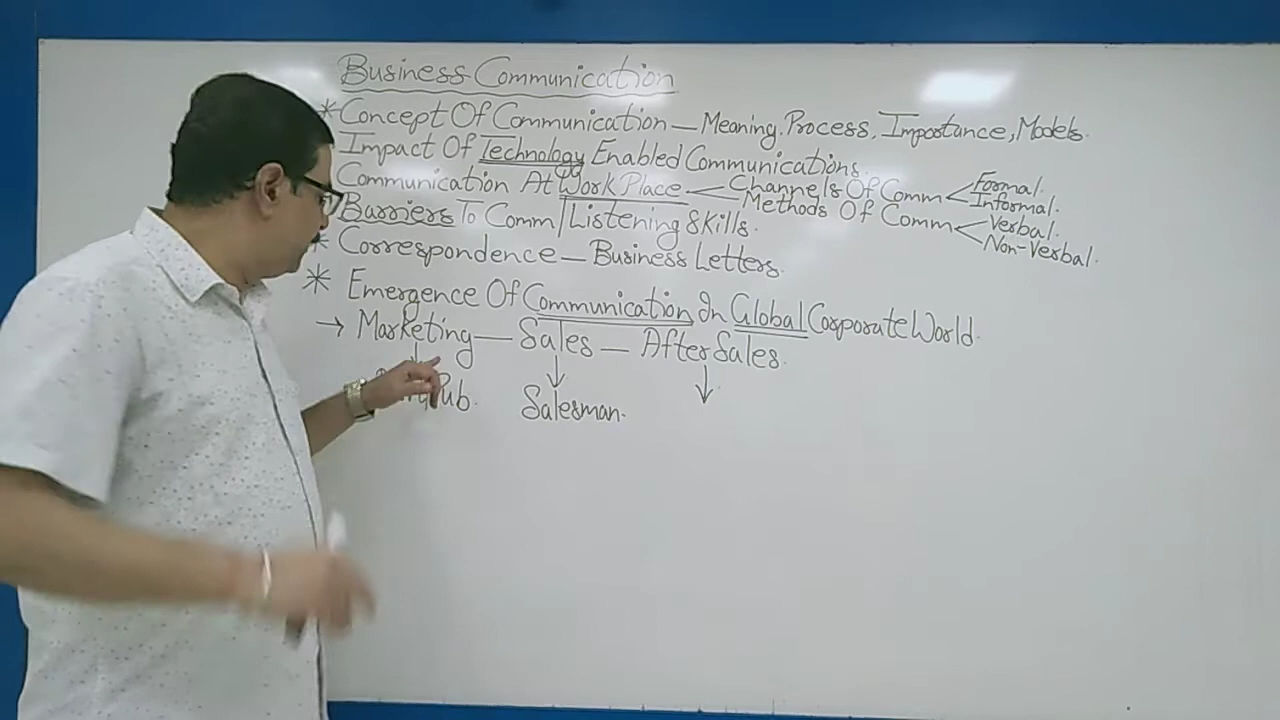 Business Communication
* Concept Of Communication — Meaning, Process, Importance, Models.
Impact Of Technology Enabled Communications.
Communication At Work Place — Channels Of Comm < Formal. Informal.
Methods Of Comm < Verbal. Non-Verbal.
Barriers To Comm/Listening Skills.
* Correspondence — Business Letters.
* Emergence Of Communication In Global Corporate World.
→ Marketing — Sales — After Sales.
Salesman.